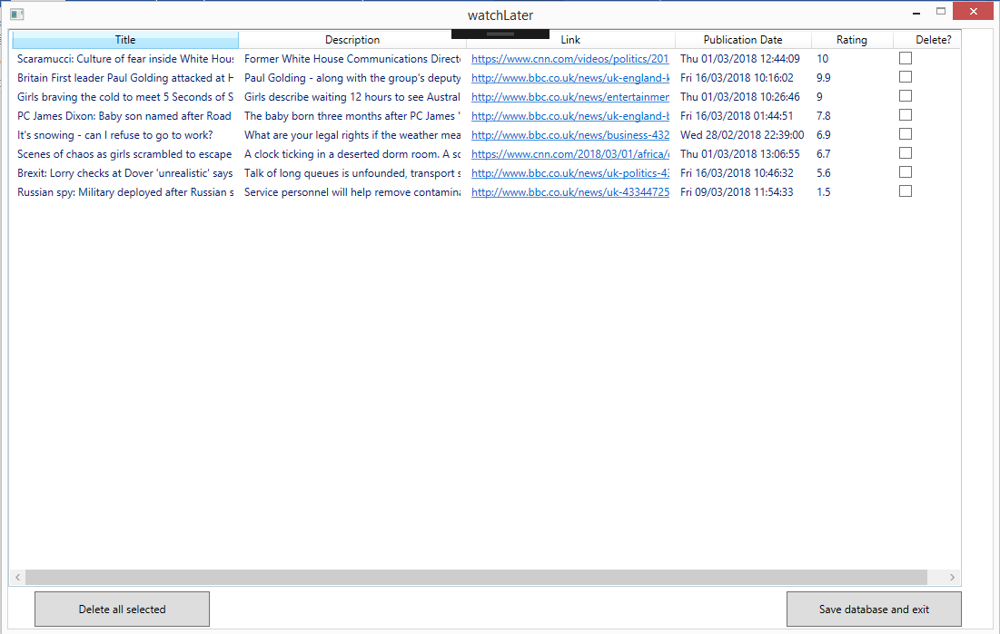 watchLater
Title Description Link Publication Date Rating Delete?
Scaramucci: Culture of fear inside White Hou Former White House Communications Direct https://www.cnn.com/videos/politics/201 Thu 01/03/2018 12:44:09 10
Britain First leader Paul Golding attacked at H Paul Golding - along with the group's deputy http://www.bbc.co.uk/news/uk-england-k Fri 16/03/2018 10:16:02 9.9
Girls braving the cold to meet 5 Seconds of S Girls describe waiting 12 hours to see Austral http://www.bbc.co.uk/news/entertainmen Thu 01/03/2018 10:26:46 9
PC James Dixon: Baby son named after Road The baby born three months after PC James ' http://www.bbc.co.uk/news/uk-england-b Fri 16/03/2018 01:44:51 7.8
It's snowing - can I refuse to go to work? What are your legal rights if the weather mea http://www.bbc.co.uk/news/business-432 Wed 28/02/2018 22:39:00 6.9
Scenes of chaos as girls scrambled to escape A clock ticking in a deserted dorm room. A sc https://www.cnn.com/2018/03/01/africa/ Thu 01/03/2018 13:06:55 6.7
Brexit: Lorry checks at Dover 'unrealistic' says Talk of long queues is unfounded, transport s http://www.bbc.co.uk/news/uk-politics-43 Fri 16/03/2018 10:46:32 5.6
Russian spy: Military deployed after Russian s Service personnel will help remove contamina http://www.bbc.co.uk/news/uk-43344725 Fri 09/03/2018 11:54:33 1.5
Delete all selected Save database and exit